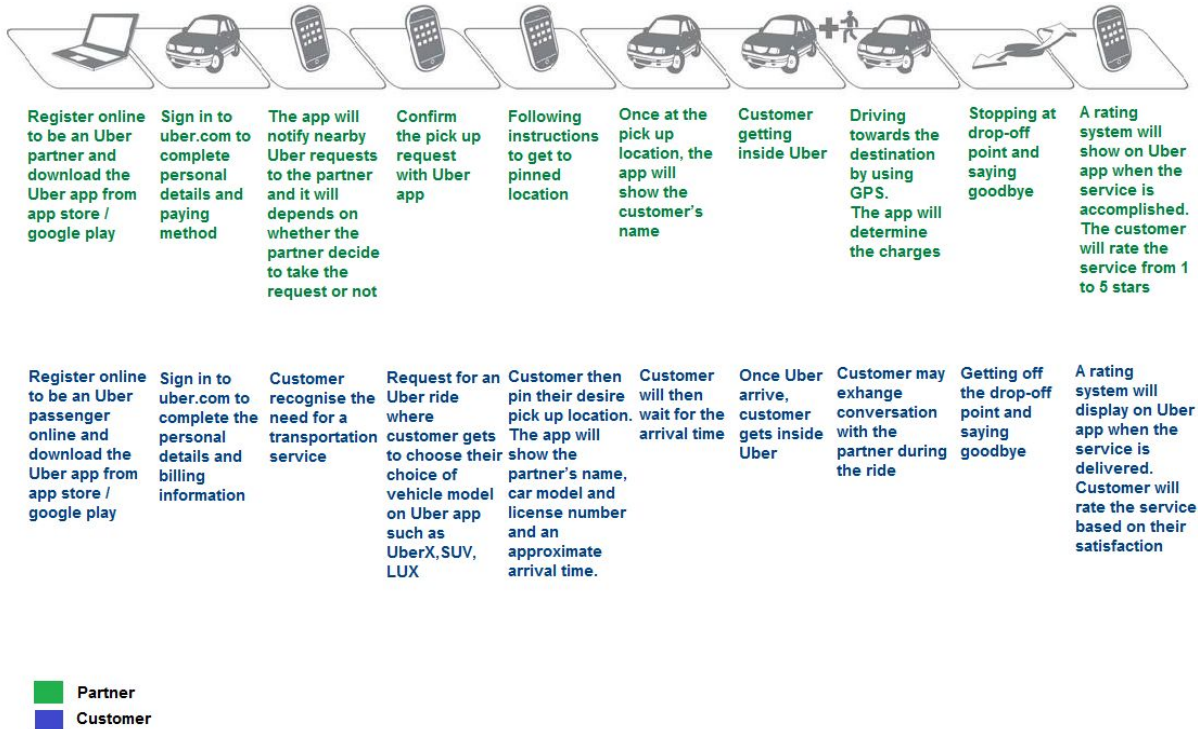 Register online
to be an Uber
partner and
download the
Uber app from
app store /
google play
Sign in to
uber.com to
complete
personal
details and
paying
method
The app will
notify nearby
Uber requests
to the partner
and it will
depends on
whether the
partner decide
to take the
request or not
Confirm
the pick up
request
with Uber
app
Following
instructions
to get to
pinned
location
Once at the
pick up
location, the
app will
show the
customer's
name
Customer
getting
inside Uber
Driving
towards the
destination
by using
GPS.
The app will
determine
the charges
Stopping at
drop-off
point and
saying
goodbye
A rating
system will
show on Uber
app when the
service is
accomplished.
The customer
will rate the
service from 1
to 5 stars
Register online
to be an Uber
passenger
online and
download the
Uber app from
app store /
google play
Sign in to
uber.com to
complete the
personal
details and
billing
information
Customer
recognise the
need for a
transportation
service
Request for an
Uber ride
where
customer gets
to choose their
choice of
vehicle model
on Uber app
such as
UberX,SUV,
LUX
Customer then
pin their desire
pick up location.
The app will
show the
partner's name,
car model and
license number
and an
approximate
arrival time.
Customer
will then
wait for the
arrival time
Once Uber
arrive,
customer
gets inside
Uber
Customer may
exhange
conversation
with the
partner during
the ride
Getting off
the drop-off
point and
saying
goodbye
A rating
system will
display on Uber
app when the
service is
delivered.
Customer will
rate the service
based on their
satisfaction
Partner
Customer